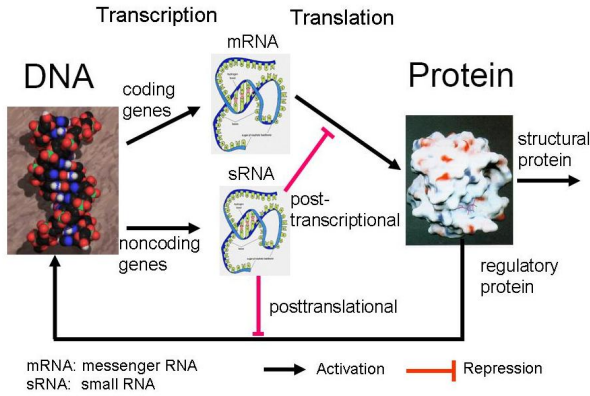 Transcription
Translation
mRNA
DNA
Protein
coding
genes
sRNA
structural
protein
post-
transcriptional
noncoding
genes
regulatory
protein
posttranslational
mRNA: messenger RNA
sRNA: small RNA
Activation
Repression